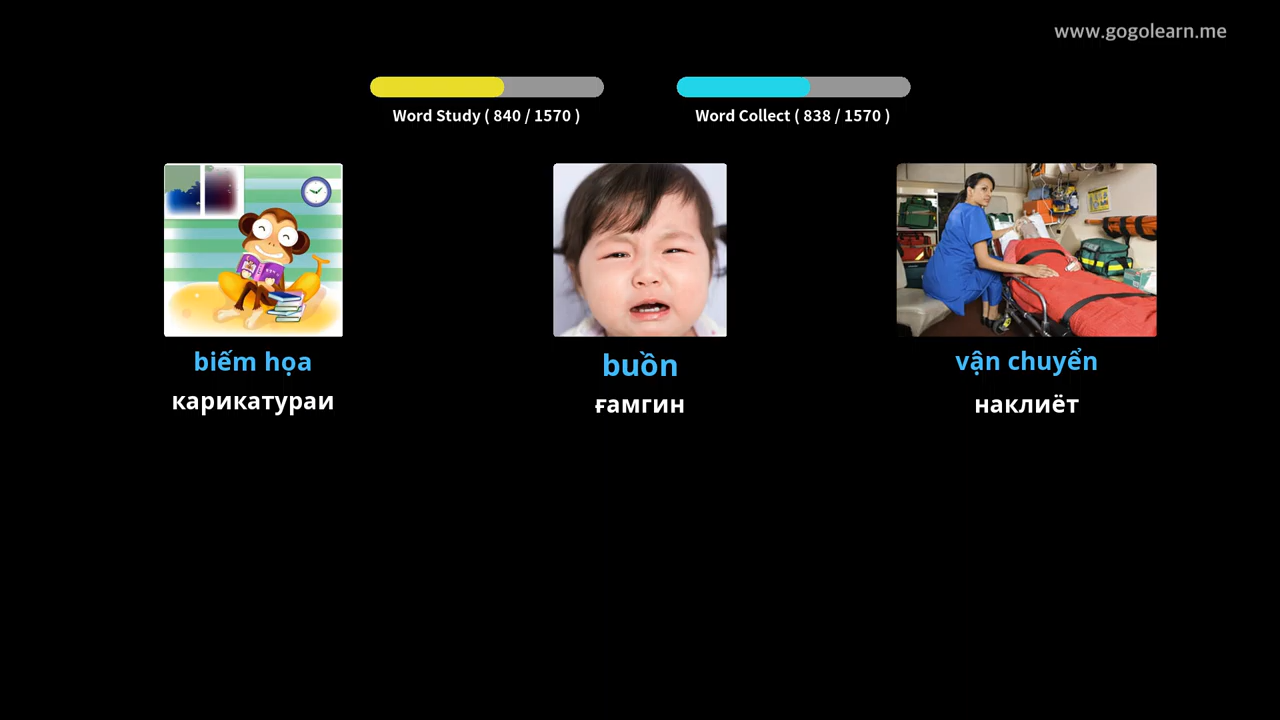 www.gogolearn.me
Word Study ( 840 / 1570 )
Word Collect ( 838 / 1570 )
biếm họa
buồn
vận chuyển
карикатураи
ғамгин
наклиёт